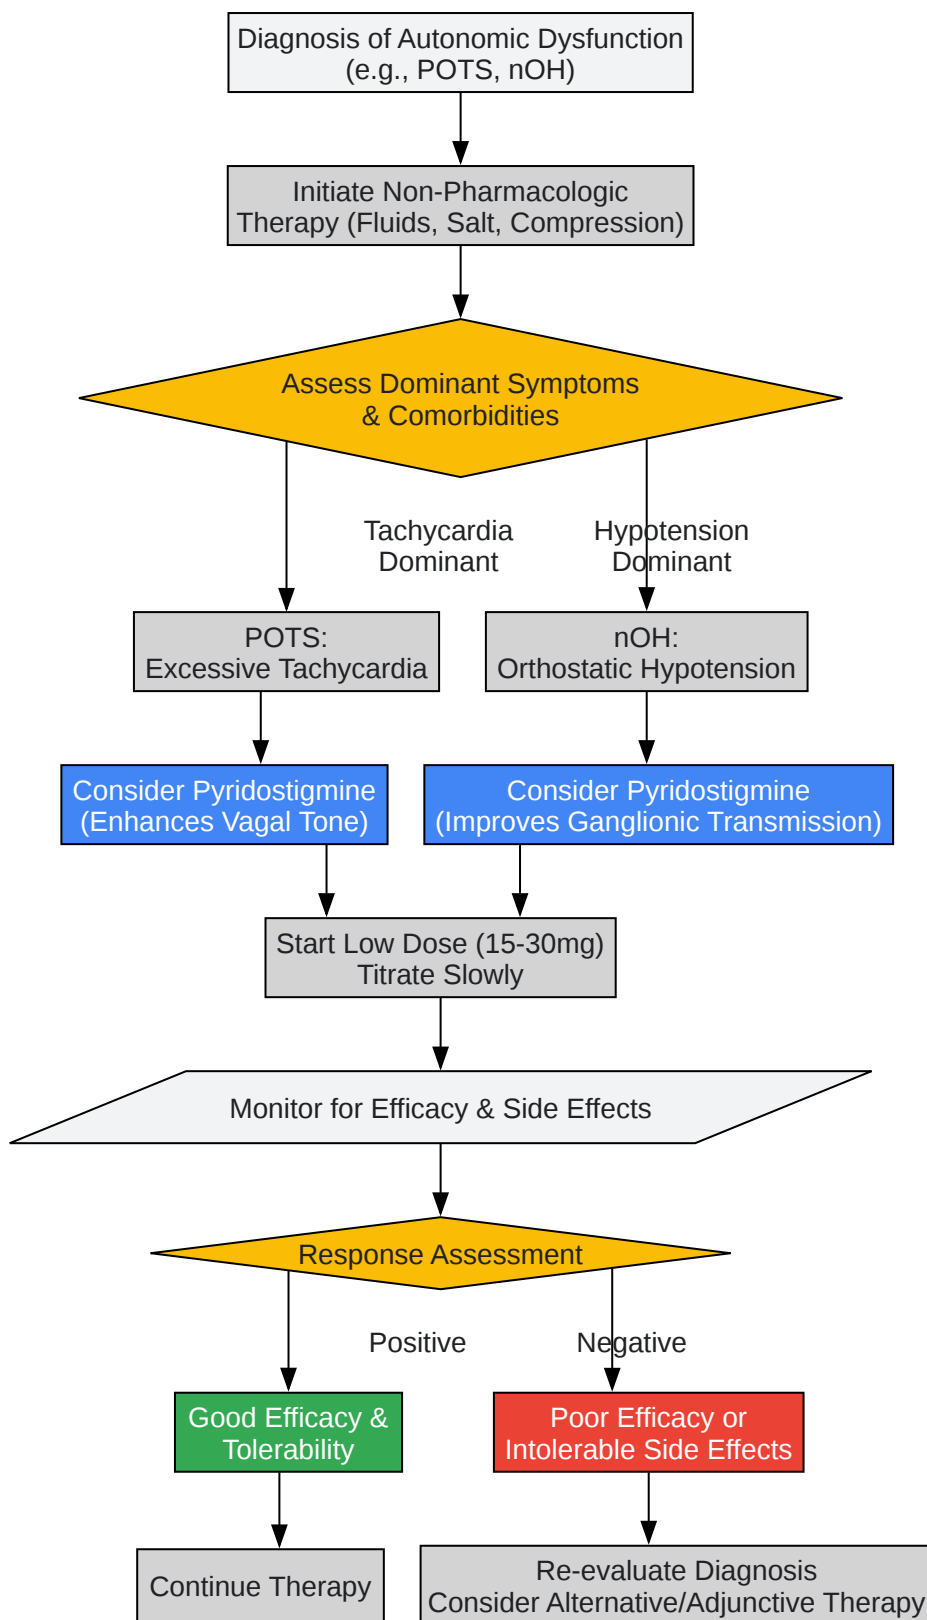 Diagnosis of Autonomic Dysfunction
(e.g., POTS, nOH)
Initiate Non-Pharmacologic
Therapy (Fluids, Salt, Compression)
Assess Dominant Symptoms
& Comorbidities
Tachycardia
Dominant
Hypotension
Dominant
POTS:
Excessive Tachycardia
nOH:
Orthostatic Hypotension
Consider Pyridostigmine
(Enhances Vagal Tone)
Consider Pyridostigmine
(Improves Ganglionic Transmission)
Start Low Dose (15-30mg)
Titrate Slowly
Monitor for Efficacy & Side Effects
Response Assessment
Positive
Negative
Good Efficacy &
Tolerability
Poor Efficacy or
Intolerable Side Effects
Continue Therapy
Re-evaluate Diagnosis
Consider Alternative/Adjunctive Therapy